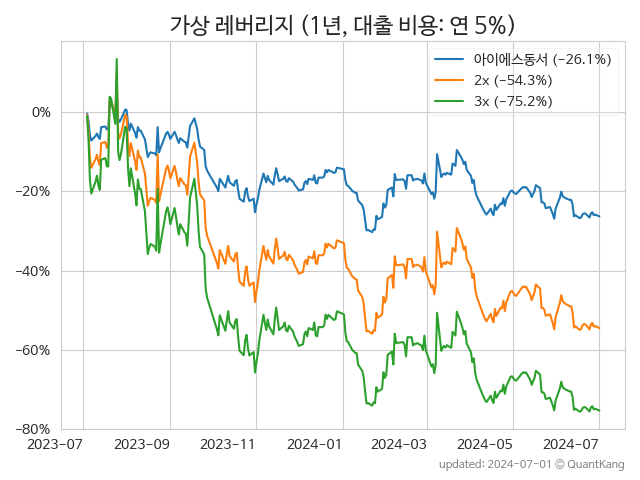 가상 레버리지 (1년, 대출 비용: 연 5%)
아이에스동서 (−26.1%)
2x (−54.3%)
3x (−75.2%)
0%
−20%
−40%
−60%
−80%
2023-07 2023-09 2023-11 2024-01 2024-03 2024-05 2024-07
updated: 2024-07-01 © QuantKang